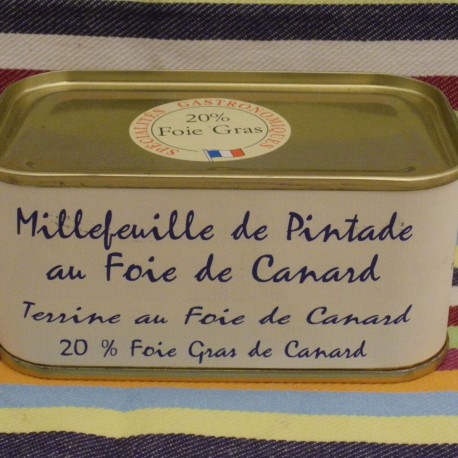 SPÉCIALITÉS GASTRONOMIQUES
20%
Foie Gras
Millefeuille de Pintade
au Foie de Canard
Terrine au Foie de Canard
20 % Foie Gras de Canard